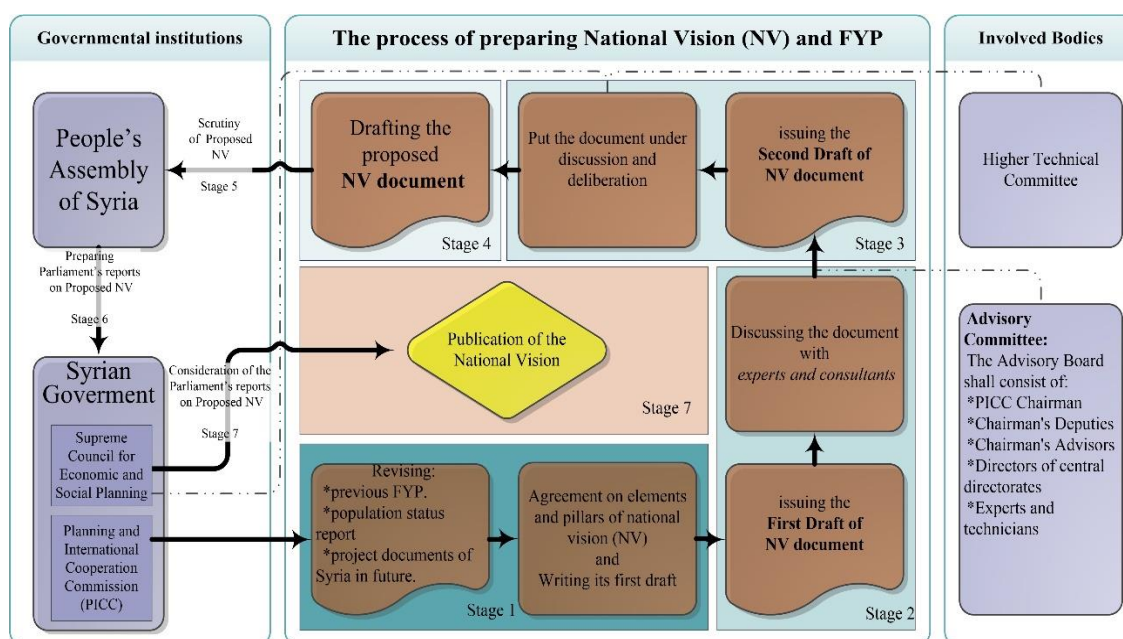 Governmental institutions
The process of preparing National Vision (NV) and FYP
Involved Bodics
People's
Assembly
of Syria
Scrutiny
of Proposed
NV
Stage 5
Drafting the
proposed
NV document
Stage 4
Put the document under
discussion and
deliberation
issuing the
Second Draft of
NV document
Stage 3
Higher Technical
Committee
Preparing
Parliament's reports
on Proposed NV
Stage 6
Syrian
Goverment
Supreme
Council for
Economic and
Social Planning
Planning and
International
Cooperation
Commission
(PICC)
Consideration of the
Parliament's reports
on Proposed NV
Stage 7
Publication of the
National Vision
Stage 7
Discussing the document
with
experts and consultants
Advisory
Committee:
The Advisory Board
shall consist of:
*PICC Chairman
*Chairman's Deputics
*Chairman's Advisors
*Directors of central
directorates
*Experts and
technicians
Revising:
*previous FYP.
*population status
report
*project documents of
Syria in future.
Stage 1
Agreement on elements
and pillars of national
vision (NV)
and
Writing its first draft
issuing the
First Draft of
NV document
Stage 2